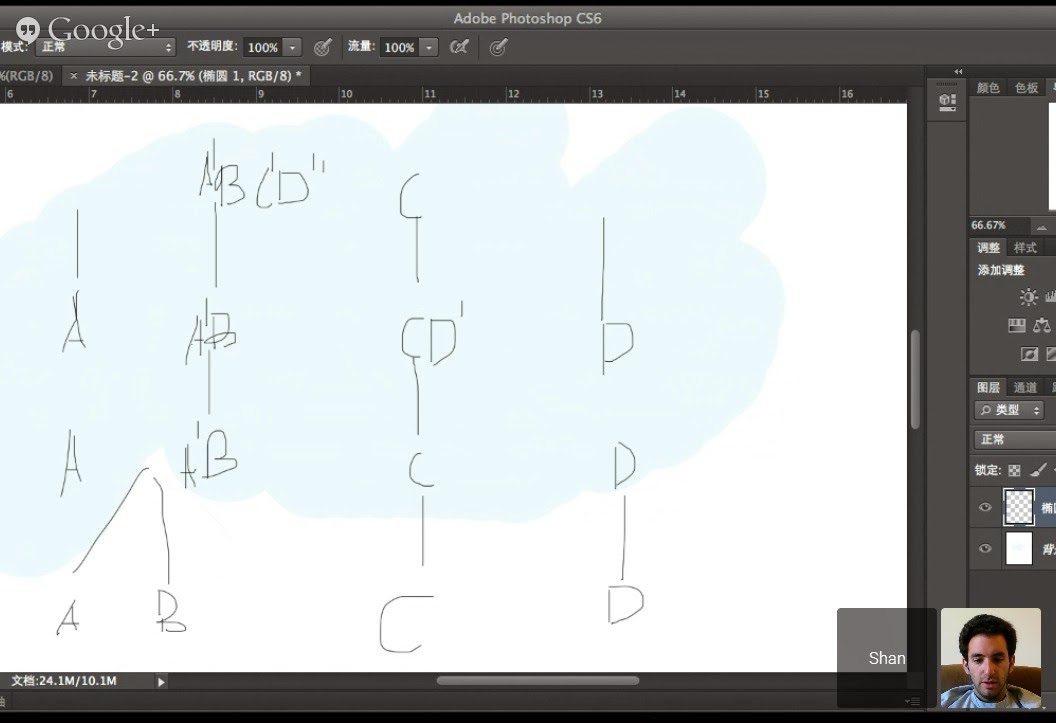 Adobe Photoshop CS6
Google+
模式: 正常 不透明度: 100% 流量: 100%
%(RGB/8) × 未标题-2 @ 66.7% (椭圆 1, RGB/8) *
6 7 8 9 10 11 12 13 14 15 16
颜色 色板
A'B C'D'' C
66.67%
调整 样式
添加调整
A A'B CD' D
图层 通道
类型
正常
A A'B C D
锁定:
A B C D
Shan
文档:24.1M/10.1M